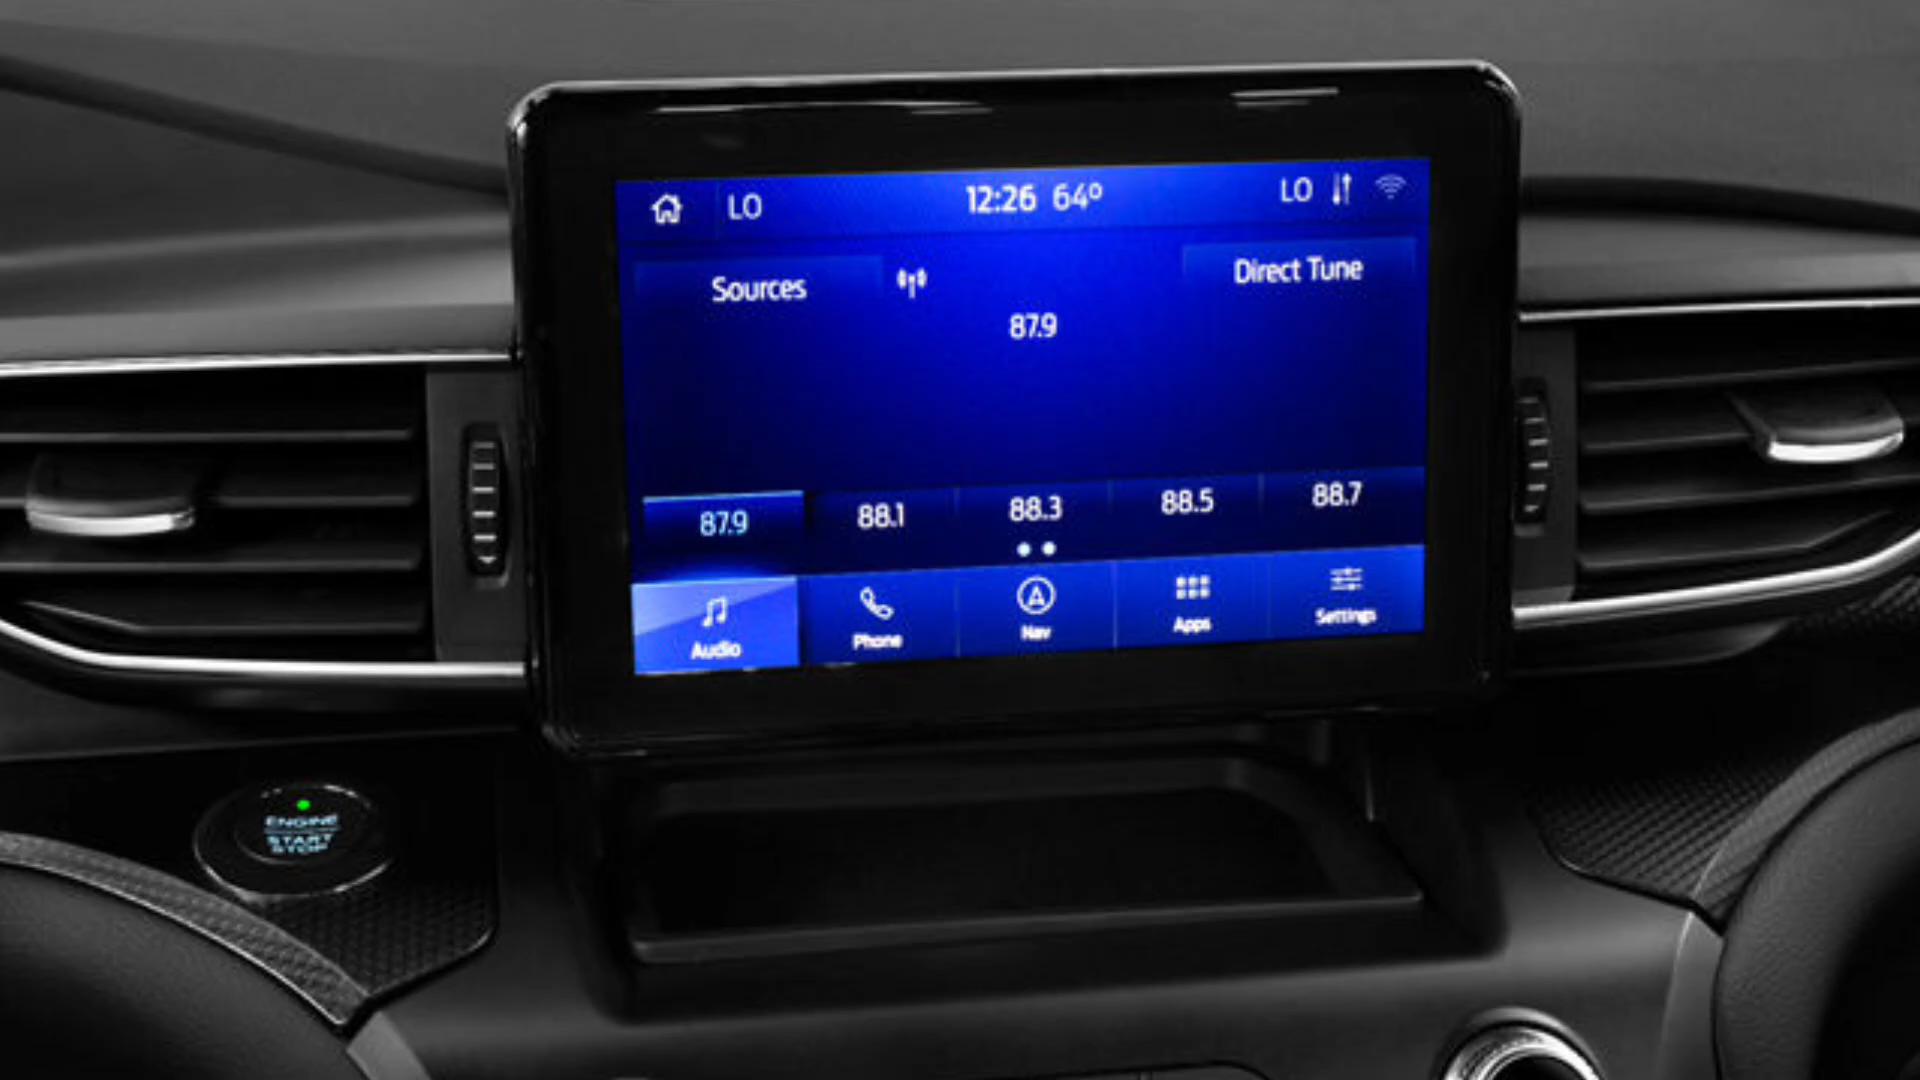 LO 12:26 64° LO
Sources
Direct Tune
87.9
87.9 88.1 88.3 88.5 88.7
Audio Phone Nav Apps Settings
ENGINE
START
STOP